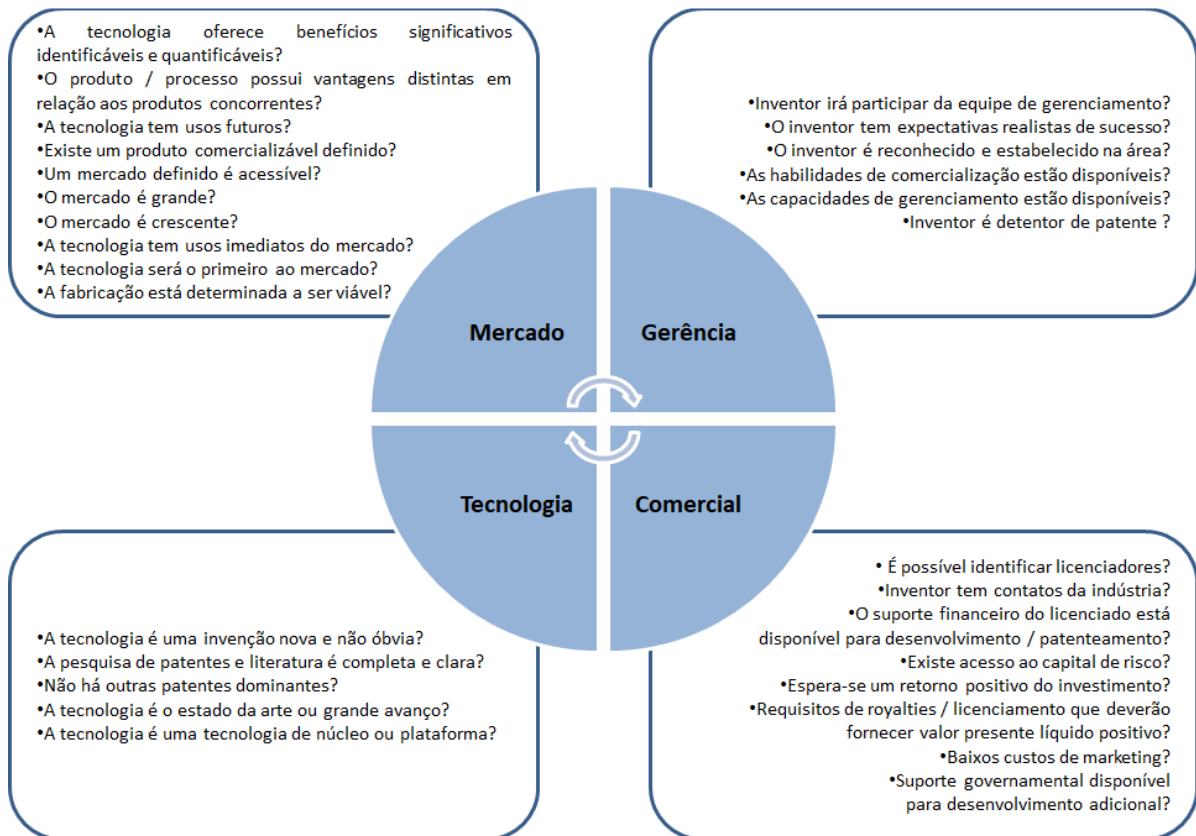 •A tecnologia oferece benefícios significativos
identificáveis e quantificáveis?
•O produto / processo possui vantagens distintas em
relação aos produtos concorrentes?
•A tecnologia tem usos futuros?
•Existe um produto comercializável definido?
•Um mercado definido é acessível?
•O mercado é grande?
•O mercado é crescente?
•A tecnologia tem usos imediatos do mercado?
•A tecnologia será o primeiro ao mercado?
•A fabricação está determinada a ser viável?
•Inventor irá participar da equipe de gerenciamento?
•O inventor tem expectativas realistas de sucesso?
•O inventor é reconhecido e estabelecido na área?
•As habilidades de comercialização estão disponíveis?
•As capacidades de gerenciamento estão disponíveis?
•Inventor é detentor de patente ?
Mercado
Gerência
Tecnologia
Comercial
•A tecnologia é uma invenção nova e não óbvia?
•A pesquisa de patentes e literatura é completa e clara?
•Não há outras patentes dominantes?
•A tecnologia é o estado da arte ou grande avanço?
•A tecnologia é uma tecnologia de núcleo ou plataforma?
• É possível identificar licenciadores?
•Inventor tem contatos da indústria?
•O suporte financeiro do licenciado está
disponível para desenvolvimento / patenteamento?
•Existe acesso ao capital de risco?
•Espera-se um retorno positivo do investimento?
•Requisitos de royalties / licenciamento que deverão
fornecer valor presente líquido positivo?
•Baixos custos de marketing?
•Suporte governamental disponível
para desenvolvimento adicional?